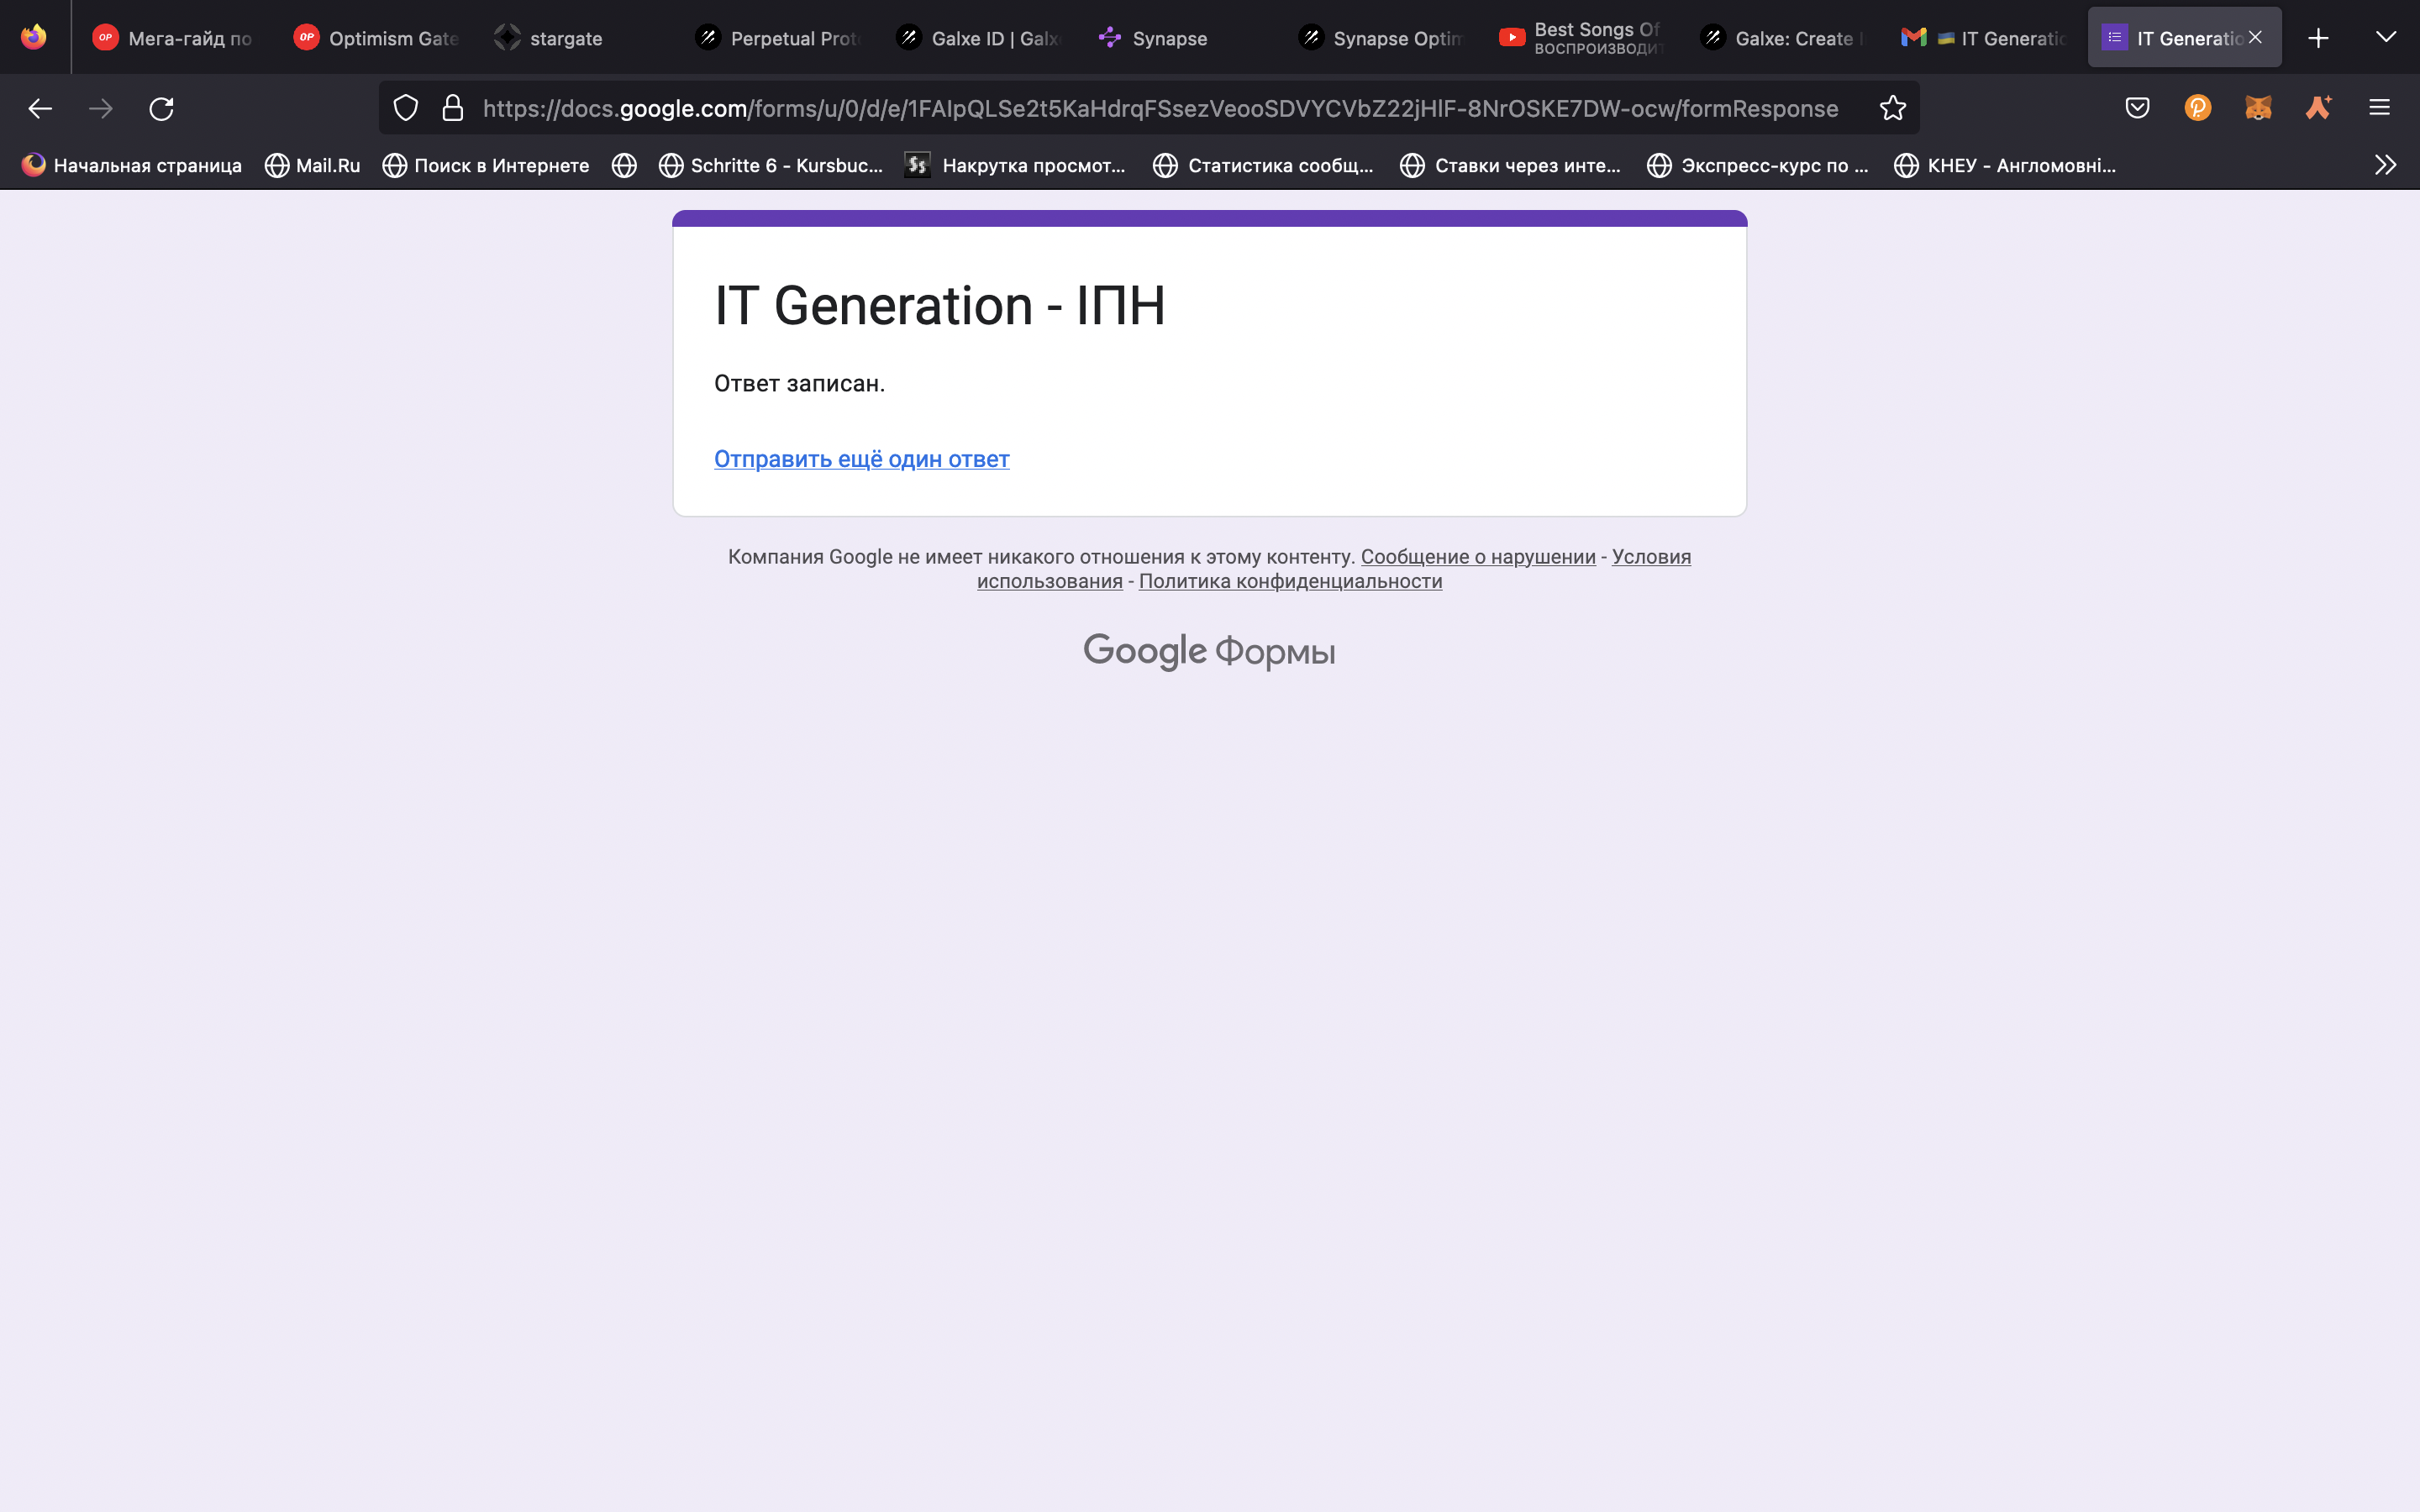 Мега-гайд по
Optimism Gate
stargate
Perpetual Prot
Galxe ID | Galx
Synapse
Synapse Optim
Best Songs Of
ВОСПРОИЗВОДИТ
Galxe: Create
IT Generatio
IT Generatio
https://docs.google.com/forms/u/0/d/e/1FAIpQLSe2t5KaHdrqFSsezVeooSDVYCVbZ22jHlF-8NrOSKE7DW-ocw/formResponse
Начальная страница
Mail.Ru
Поиск в Интернете
Schritte 6 - Kursbuc...
Накрутка просмот...
Статистика сообщ...
Ставки через инте...
Экспресс-курс по ...
КНЕУ - Англомовні...
IT Generation - ІПН
Ответ записан.
Отправить ещё один ответ
Компания Google не имеет никакого отношения к этому контенту. Сообщение о нарушении - Условия
использования - Политика конфиденциальности
Google Формы